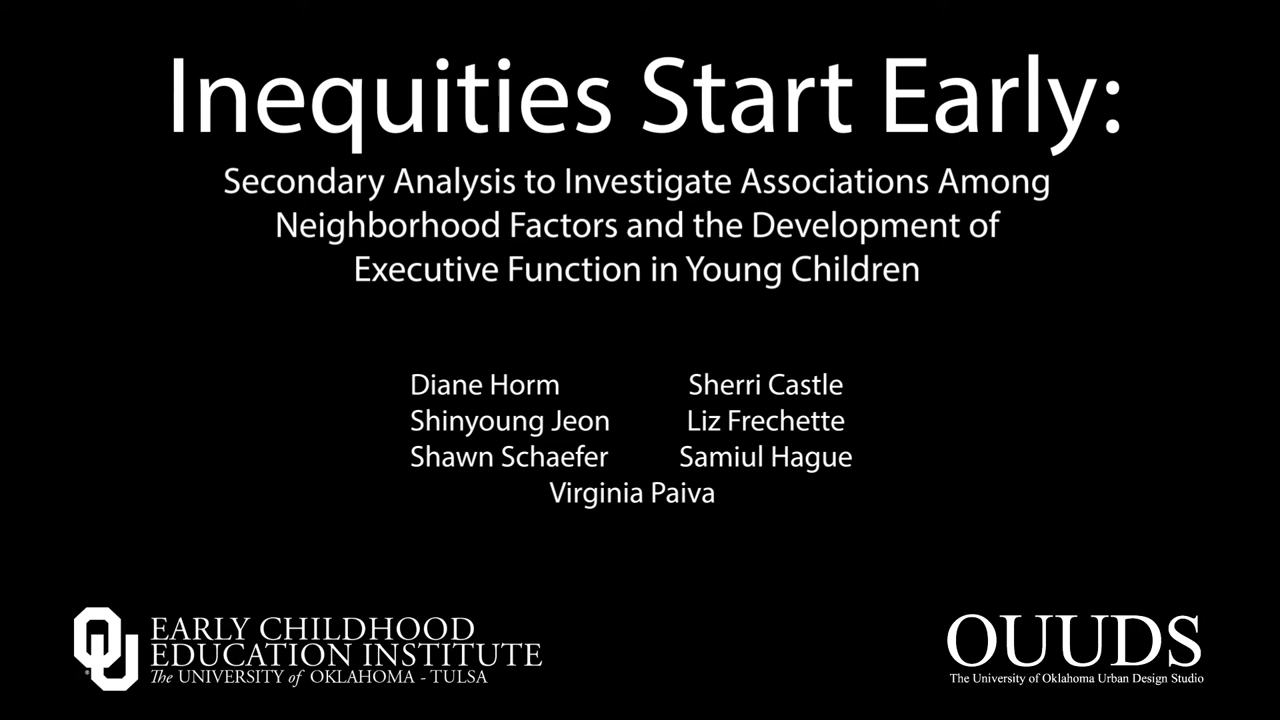 Inequities Start Early:
Secondary Analysis to Investigate Associations Among
Neighborhood Factors and the Development of
Executive Function in Young Children
Diane Horm
Sherri Castle
Shinyoung Jeon
Liz Frechette
Shawn Schaefer
Samiul Hague
Virginia Paiva
OU
EARLY CHILDHOOD
EDUCATION INSTITUTE
The UNIVERSITY of OKLAHOMA - TULSA
OUUDS
The University of Oklahoma Urban Design Studio